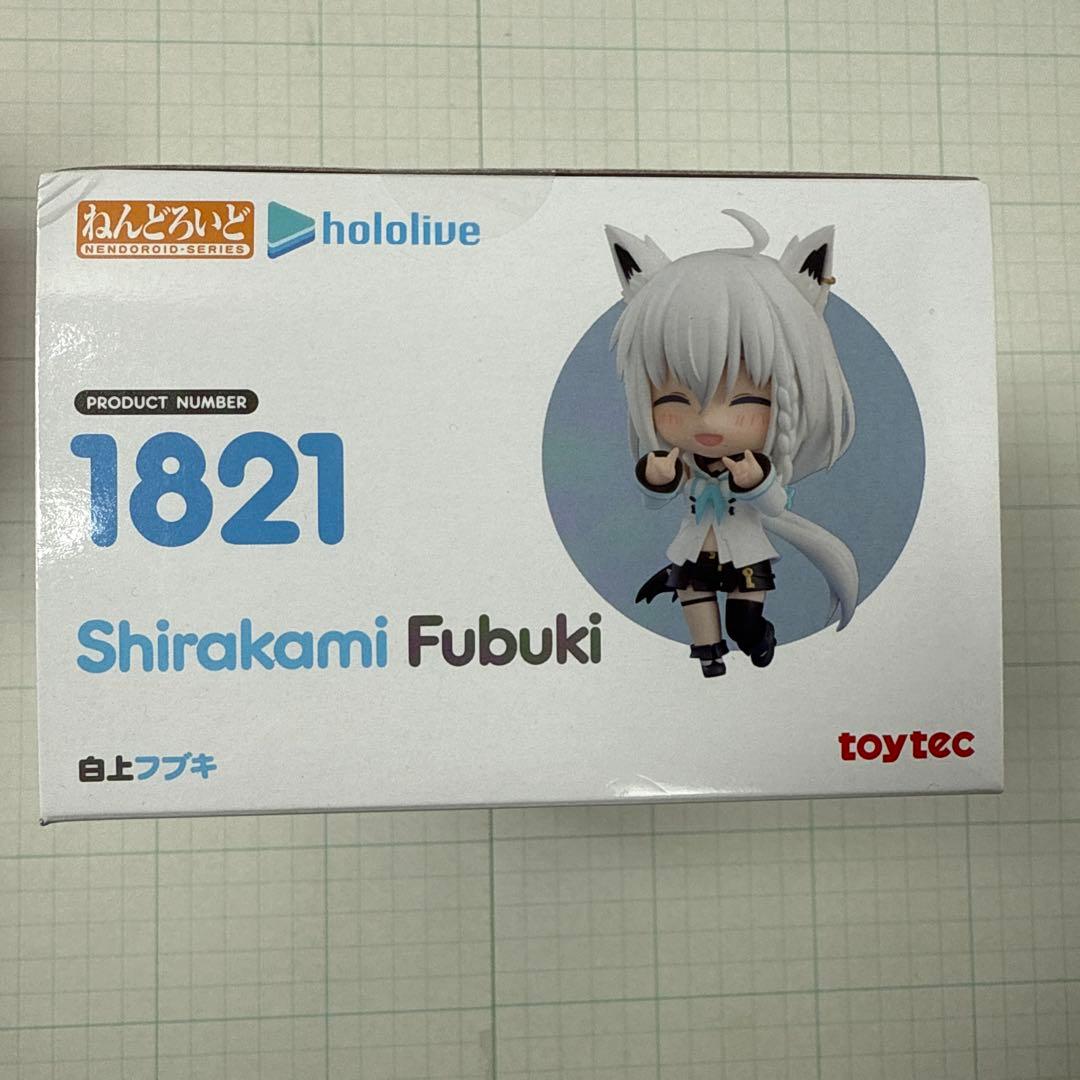 ねんどろいど
NENDOROID·SERIES
hololive
PRODUCT NUMBER
1821
Shirakami Fubuki
白上フブキ
toytec